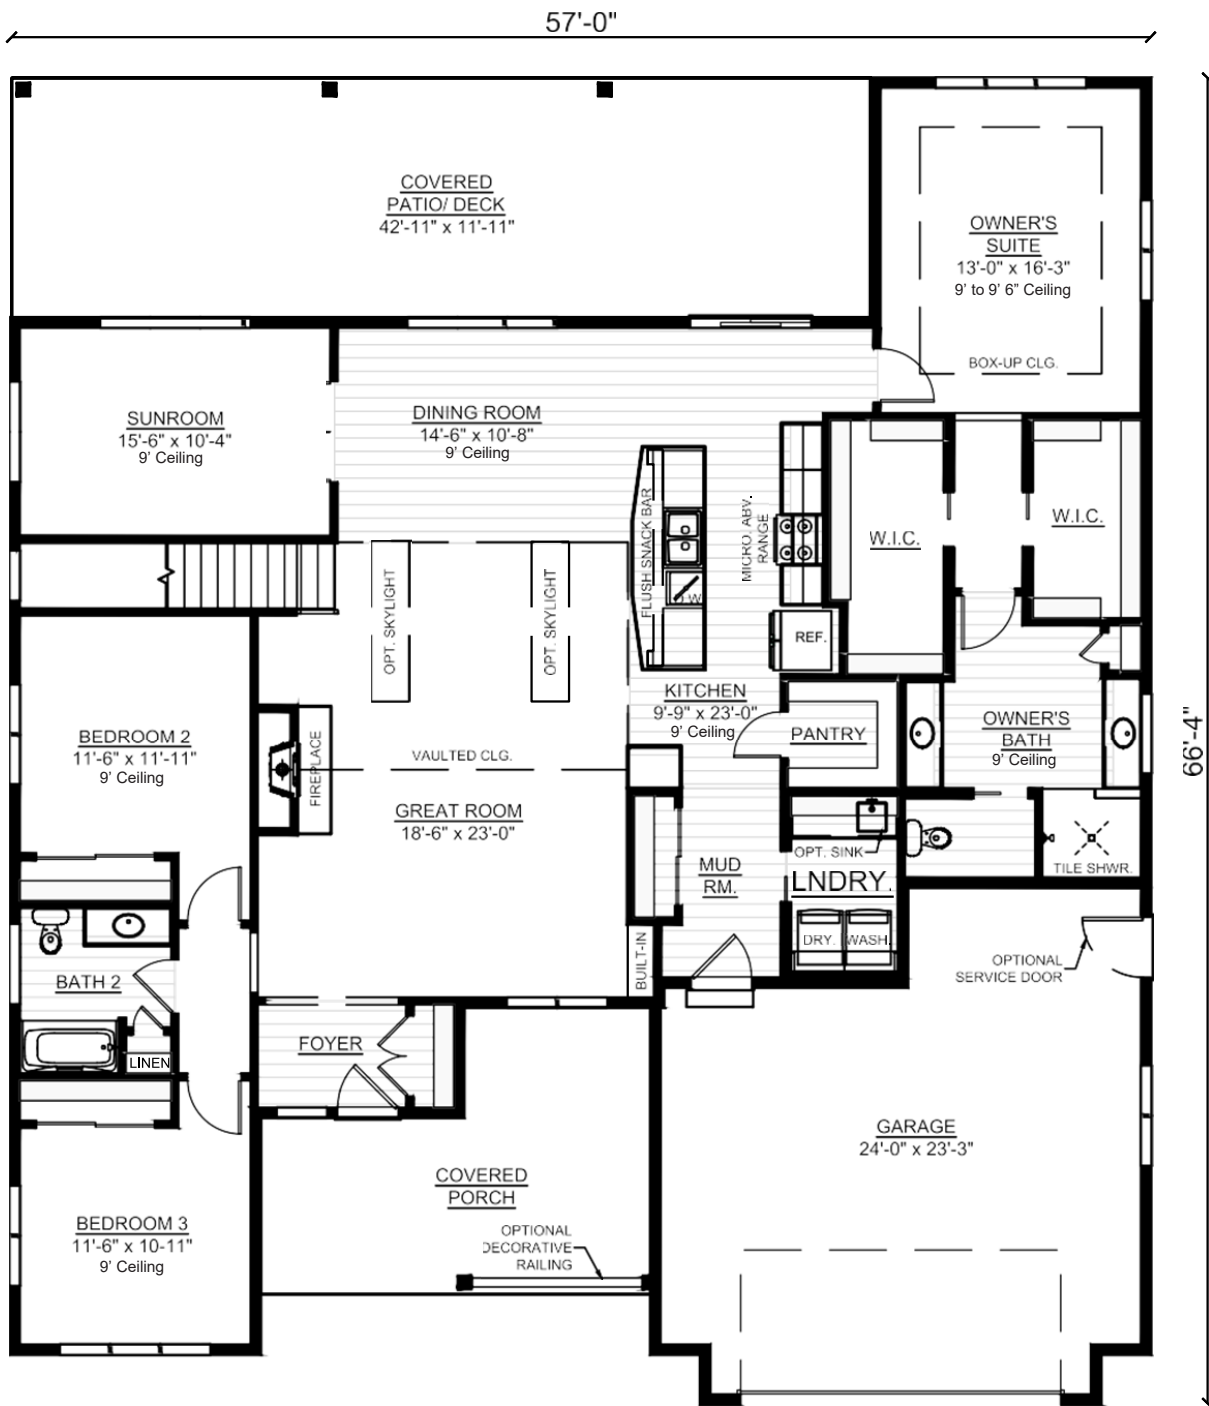 57'-0"
COVERED
PATIO/ DECK
42'-11" x 11'-11"
OWNER'S
SUITE
13'-0" x 16'-3"
9' to 9' 6” Ceiling
BOX-UP CLG.
SUNROOM
15'-6" x 10'-4"
9’ Ceiling
DINING ROOM
14'-6" x 10'-8"
9’ Ceiling
FLUSH SNACK BAR
MICRO. ABV.
RANGE
W.I.C.
W.I.C.
D.W.
OPT. SKYLIGHT
OPT. SKYLIGHT
REF.
KITCHEN
9'-9" x 23'-0"
9’ Ceiling
PANTRY
OWNER'S
BATH
9’ Ceiling
66'-4"
BEDROOM 2
11'-6" x 11'-11"
9’ Ceiling
FIREPLACE
VAULTED CLG.
GREAT ROOM
18'-6" x 23'-0"
MUD
RM.
OPT. SINK
LNDRY.
DRY.
WASH.
TILE SHWR.
BUILT-IN
OPTIONAL
SERVICE DOOR
BATH 2
LINEN
FOYER
GARAGE
24'-0" x 23'-3"
COVERED
PORCH
OPTIONAL
DECORATIVE
RAILING
BEDROOM 3
11'-6" x 10-11"
9’ Ceiling